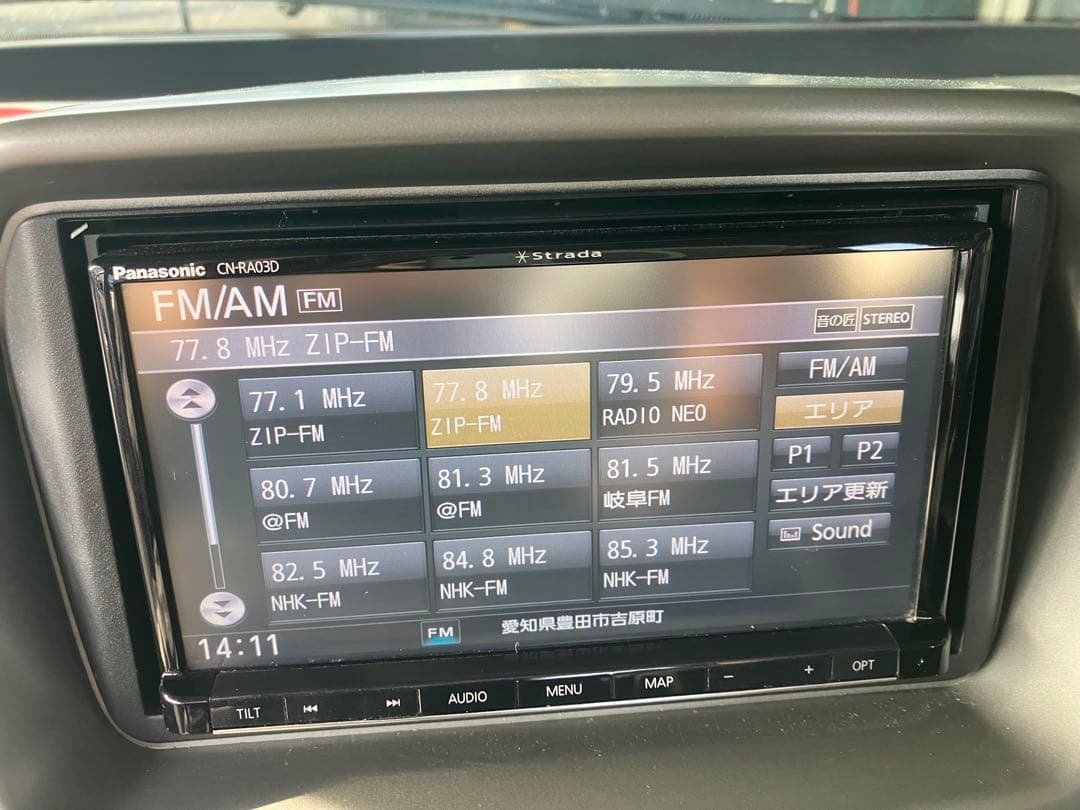 Strada
Panasonic CN-RA03D
FM/AM FM
音の匠 STEREO
77.8 MHz ZIP-FM
77.1 MHz
ZIP-FM
77.8 MHz
ZIP-FM
79.5 MHz
RADIO NEO
FM/AM
エリア
80.7 MHz
@FM
81.3 MHz
@FM
81.5 MHz
岐阜FM
P1 P2
エリア更新
82.5 MHz
NHK-FM
84.8 MHz
NHK-FM
85.3 MHz
NHK-FM
Sound
14:11
FM
愛知県豊田市吉原町
TILT
AUDIO
MENU
MAP
－
+
OPT